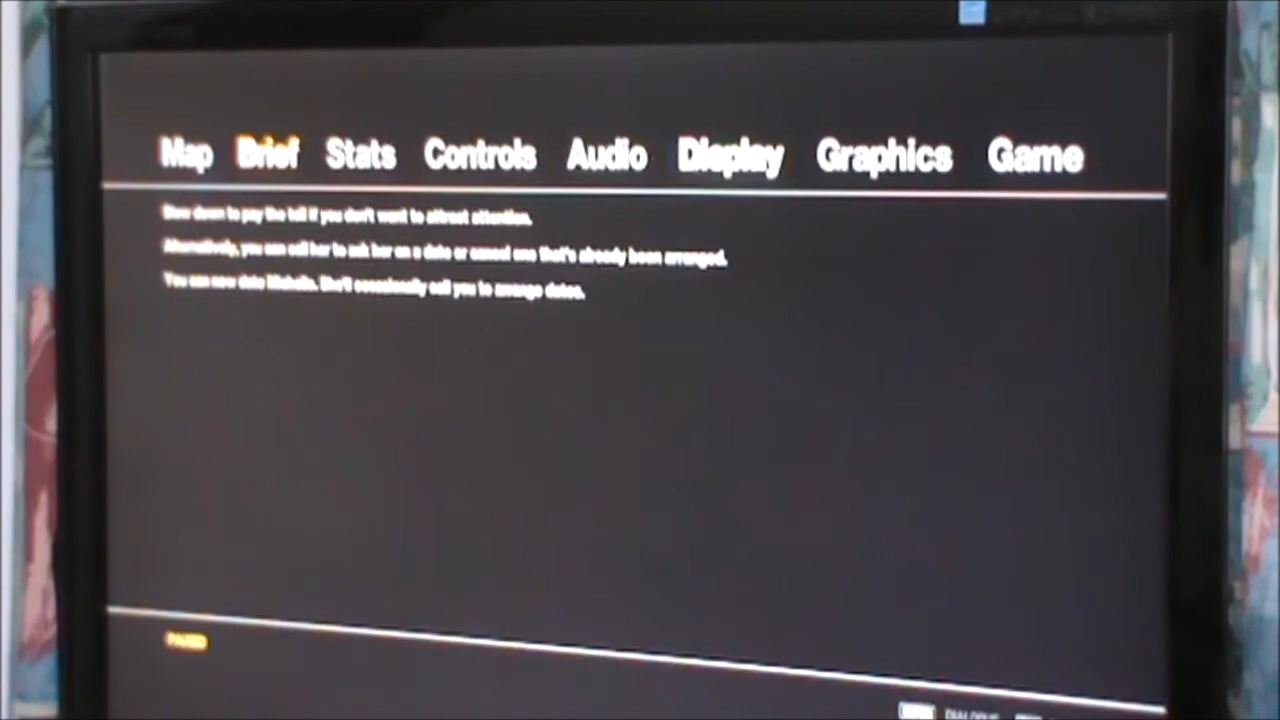 Map Brief Stats Controls Audio Display Graphics Game
Slow down to pay the toll if you don't want to attract attention.
Alternatively, you can call her to ask her on a date or cancel one that's already been arranged.
You can now date Michelle. She'll occasionally call you to arrange dates.
PAUSED
DIALOGUE